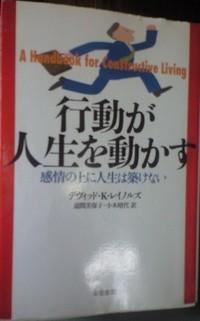 A Handbook for Constructive Living
行動が
人生を動かす
感情の上に人生は築けない
デヴィッド・K・レイノルズ
訳